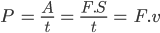 P = A/t = F.S/t = F.v